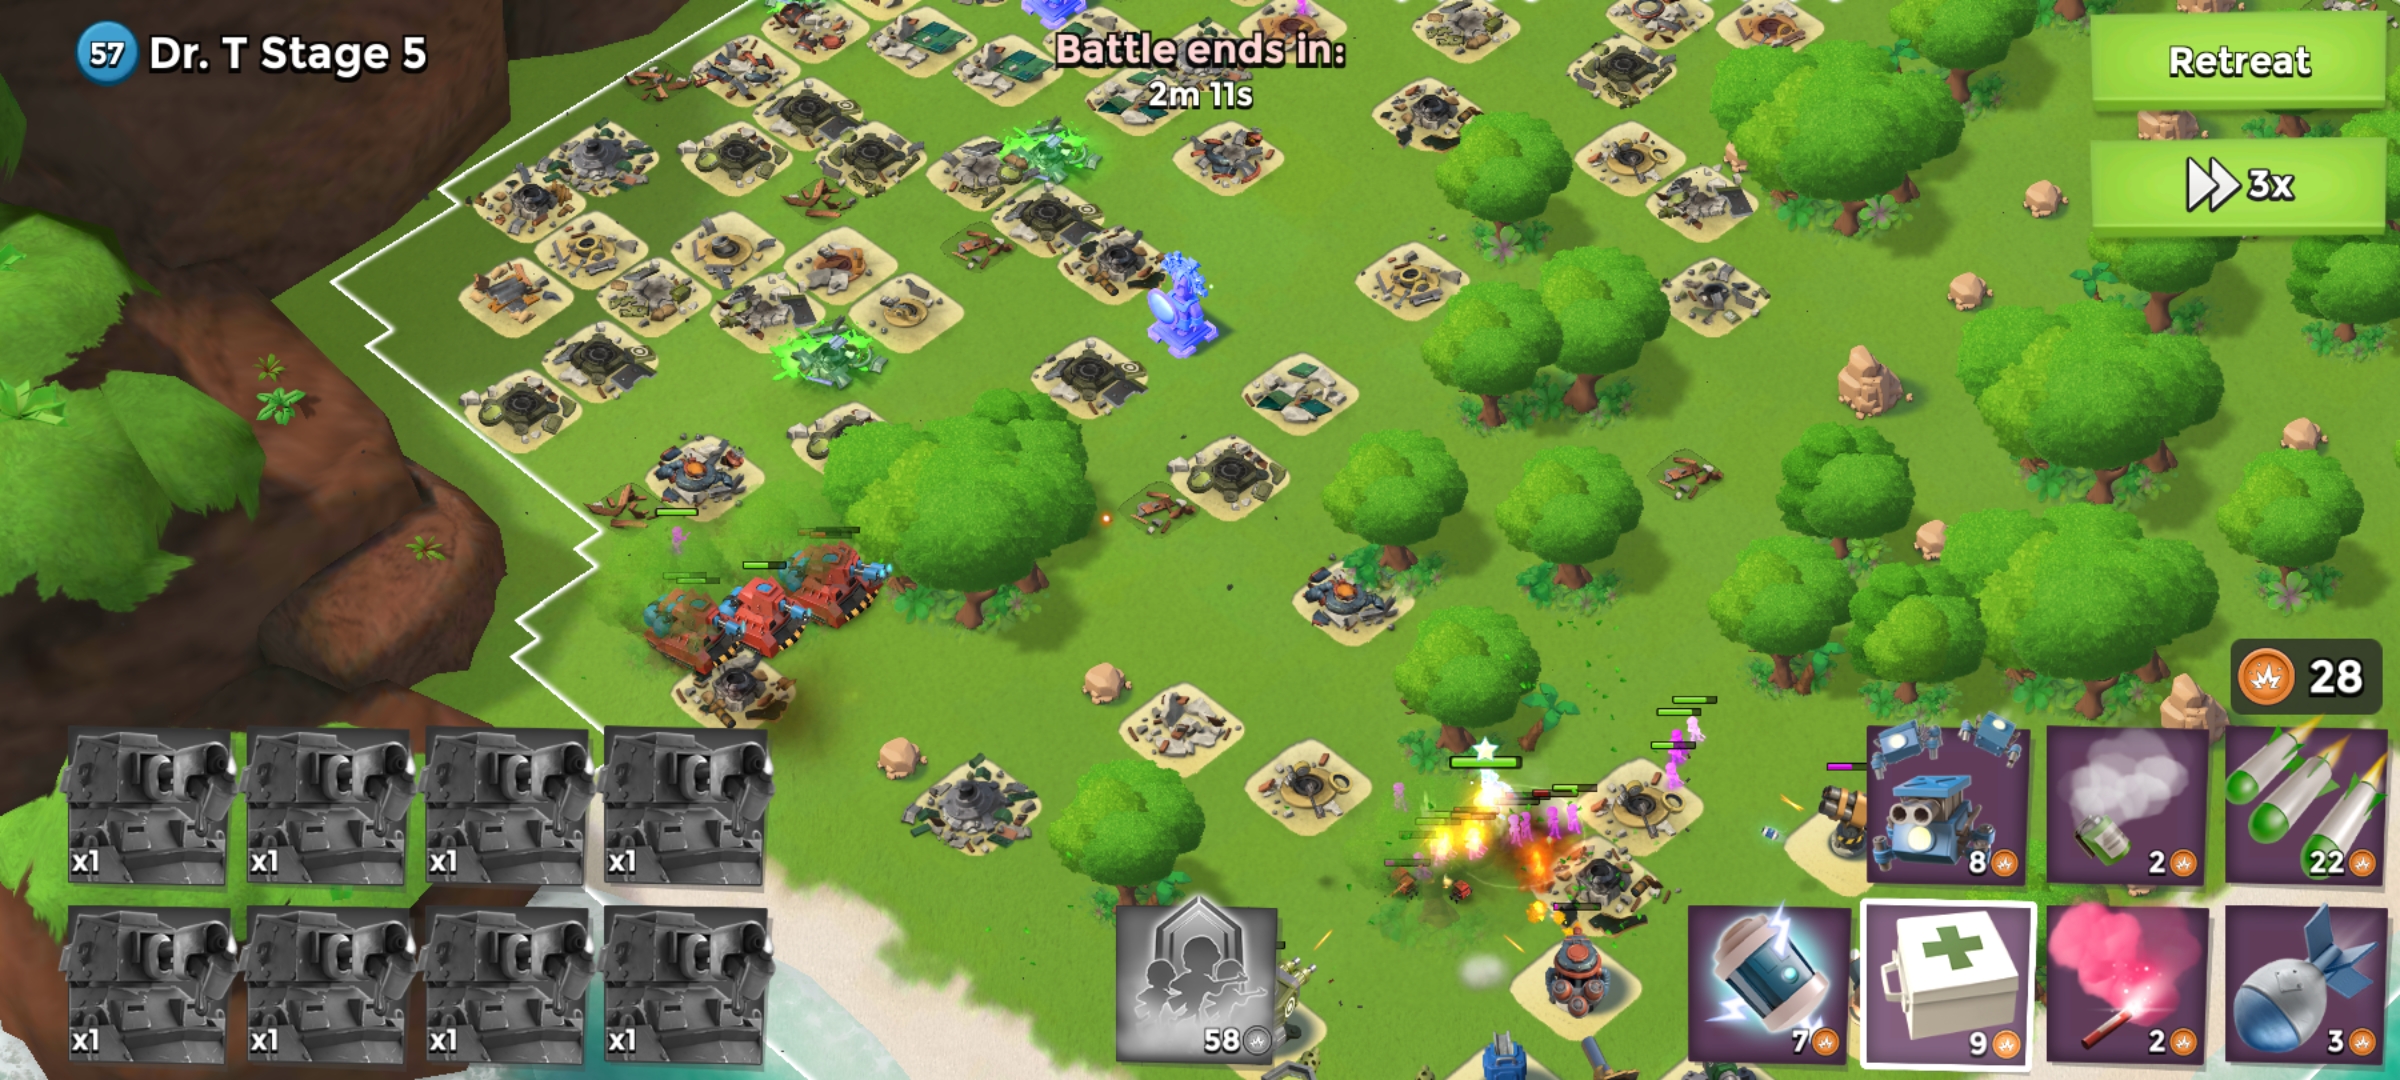 57 Dr. T Stage 5
Battle ends in:
2m 11s
Retreat
3x
28
x1
x1
x1
x1
8
2
22
x1
x1
x1
x1
58
7
9
2
3